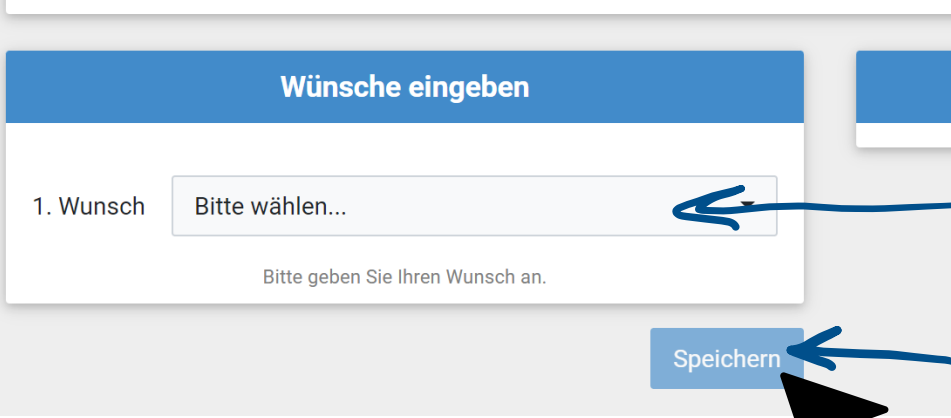 Wünsche eingeben
1. Wunsch Bitte wählen...
Bitte geben Sie Ihren Wunsch an.
Speichern